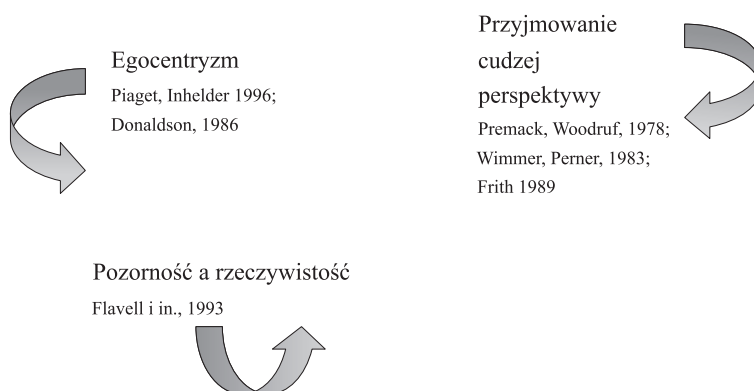 Egocentryzm
Piaget, Inhelder 1996;
Donaldson, 1986
Przyjmowanie
cudzej
perspektywy
Premack, Woodruf, 1978;
Wimmer, Perner, 1983;
Frith 1989
Pozorność a rzeczywistość
Flavell i in., 1993